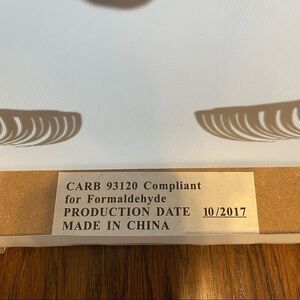 CARB 93120 Compliant
for Formaldehyde
PRODUCTION DATE 10/2017
MADE IN CHINA